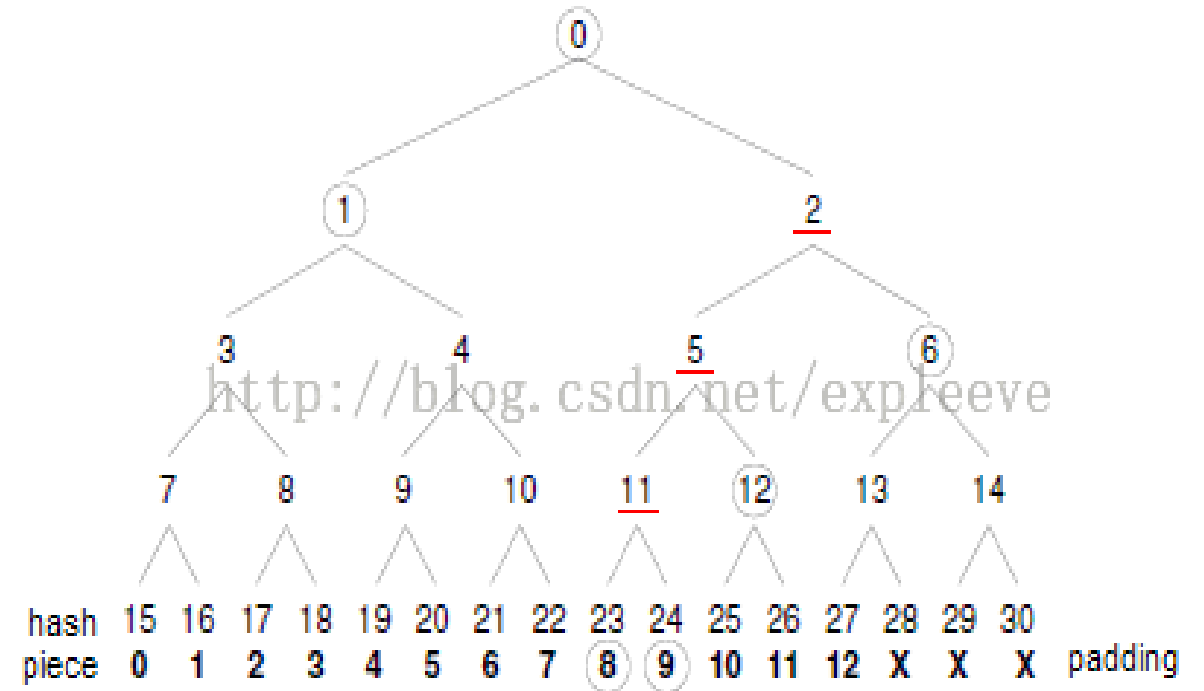 0
1 2
3 4 5 6
http://blog.csdn.net/expleeve
7 8 9 10 11 12 13 14
hash 15 16 17 18 19 20 21 22 23 24 25 26 27 28 29 30
piece 0 1 2 3 4 5 6 7 8 9 10 11 12 X X X padding